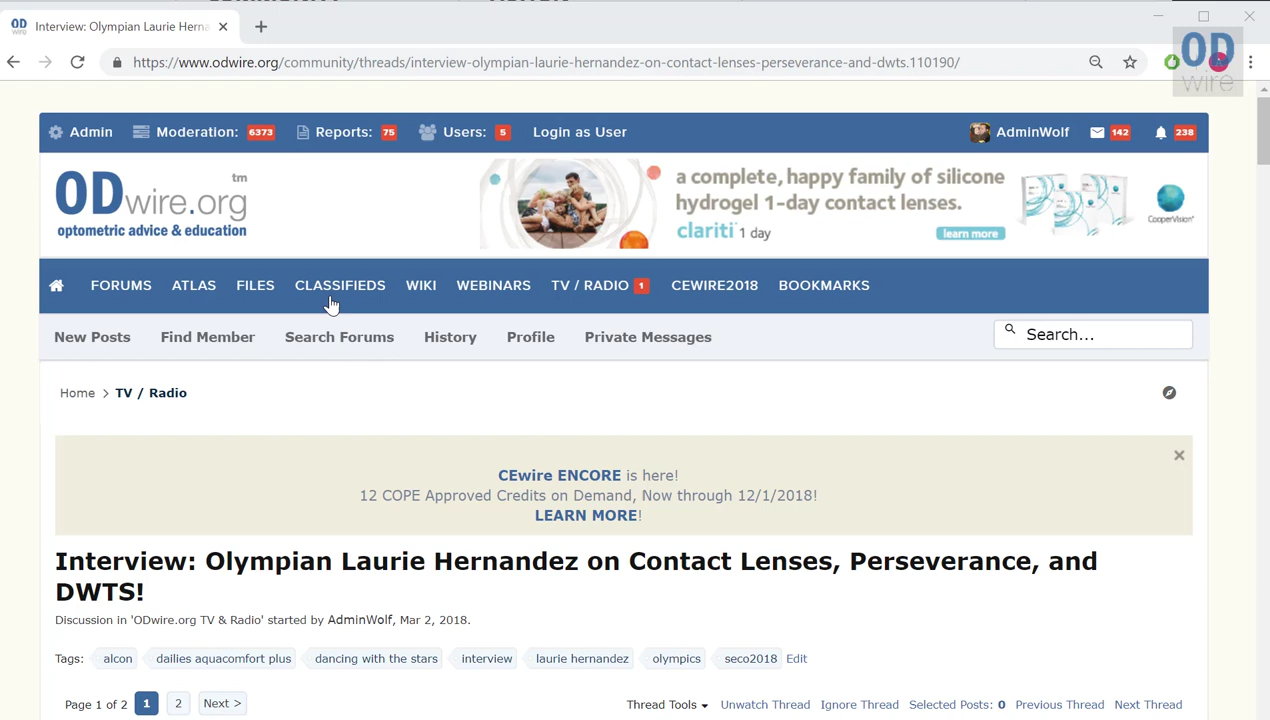 OD wire
Interview: Olympian Laurie Herna
https://www.odwire.org/community/threads/interview-olympian-laurie-hernandez-on-contact-lenses-perseverance-and-dwts.110190/
OD
wire
Admin Moderation: 6373 Reports: 75 Users: 5 Login as User AdminWolf 142 238
ODwire.org tm
optometric advice & education
a complete, happy family of silicone
hydrogel 1-day contact lenses.
clariti 1 day learn more
CooperVision
FORUMS ATLAS FILES CLASSIFIEDS WIKI WEBINARS TV / RADIO 1 CEWIRE2018 BOOKMARKS
New Posts Find Member Search Forums History Profile Private Messages Search...
Home > TV / Radio
CEwire ENCORE is here!
12 COPE Approved Credits on Demand, Now through 12/1/2018!
LEARN MORE!
Interview: Olympian Laurie Hernandez on Contact Lenses, Perseverance, and
DWTS!
Discussion in 'ODwire.org TV & Radio' started by AdminWolf, Mar 2, 2018.
Tags: alcon dailies aquacomfort plus dancing with the stars interview laurie hernandez olympics seco2018 Edit
Page 1 of 2 1 2 Next > Thread Tools Unwatch Thread Ignore Thread Selected Posts: 0 Previous Thread Next Thread